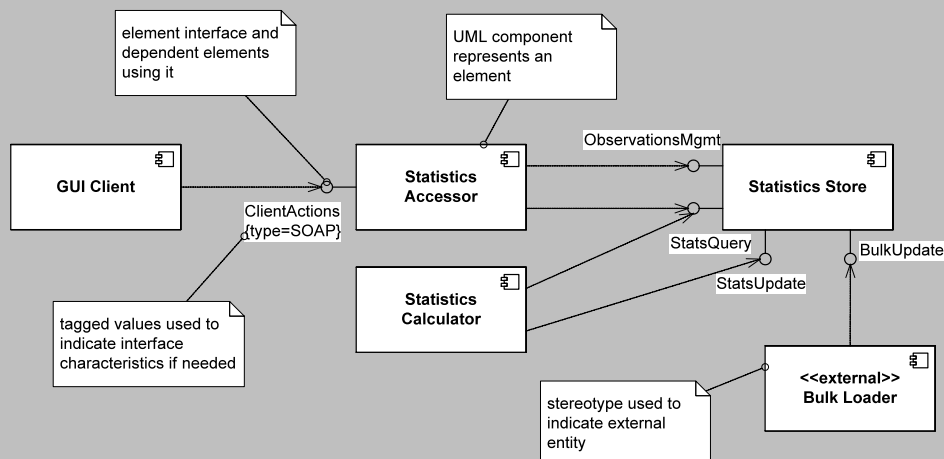 element interface and
dependent elements
using it
UML component
represents an
element
GUI Client
Statistics
Accessor
ObservationsMgmt
Statistics Store
ClientActions
{type=SOAP}
StatsQuery
BulkUpdate
StatsUpdate
Statistics
Calculator
tagged values used to
indicate interface
characteristics if needed
<<external>>
Bulk Loader
stereotype used to
indicate external
entity